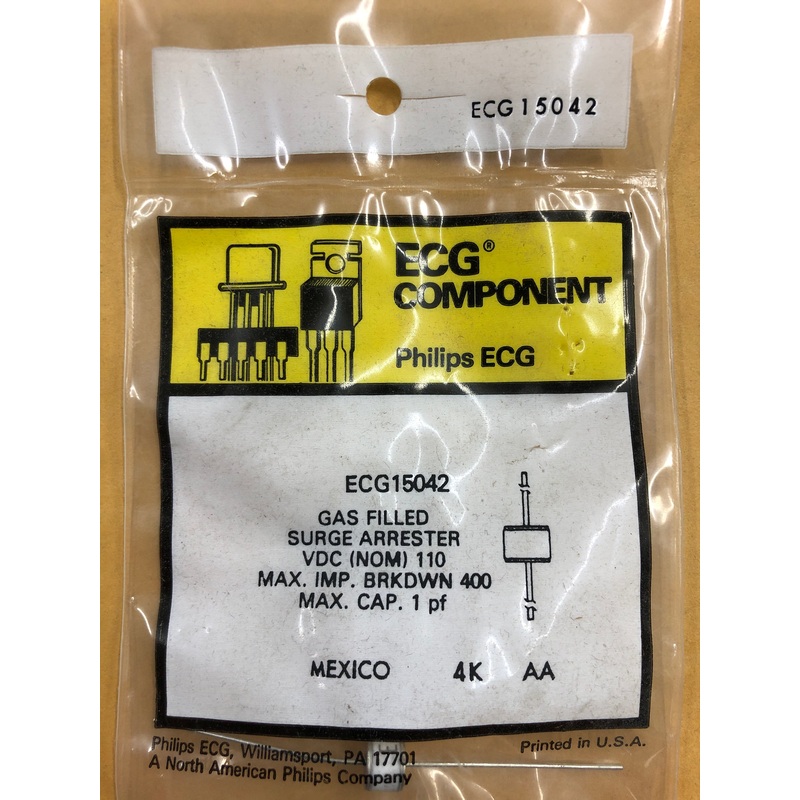 ECG15042
ECG®
COMPONENT
Philips ECG
ECG15042
GAS FILLED
SURGE ARRESTER
VDC (NOM) 110
MAX. IMP. BRKDWN 400
MAX. CAP. 1 pf
MEXICO 4K AA
Philips ECG, Williamsport, PA 17701 Printed in U.S.A.
A North American Philips Company